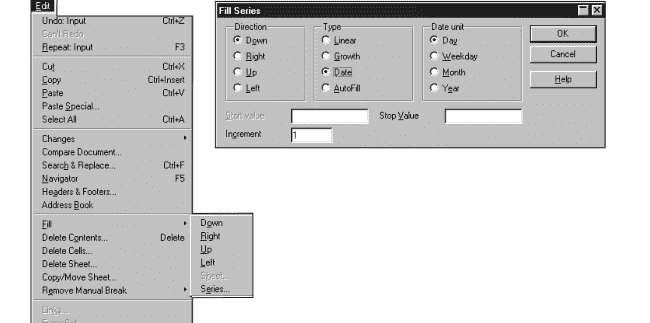 Edit
Undo: Input Ctrl+Z
Can't Redo
Repeat: Input F3
Cut Ctrl+X
Copy Ctrl+Insert
Paste Ctrl+V
Paste Special...
Select All Ctrl+A
Changes
Compare Document...
Search & Replace... Ctrl+F
Navigator F5
Headers & Footers...
Address Book
Fill
Delete Contents... Delete
Delete Cells...
Delete Sheet...
Copy/Move Sheet...
Remove Manual Break
Links...
Down
Right
Up
Left
Sheet...
Series...
Fill Series
Direction
Down
Right
Up
Left
Type
Linear
Growth
Date
AutoFill
Date unit
Day
Weekday
Month
Year
OK
Cancel
Help
Start value
Stop Value
Increment
1